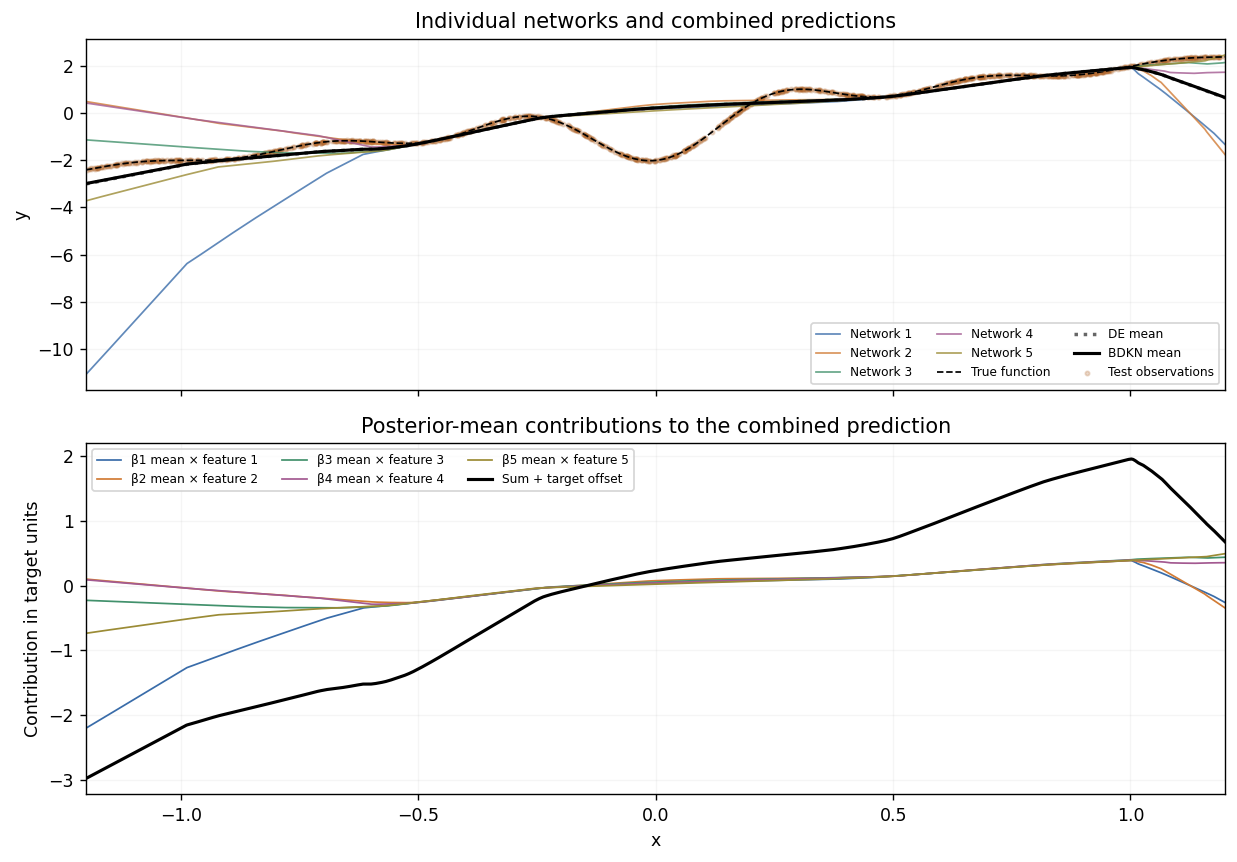 Individual networks and combined predictions
y
2
0
−2
−4
−6
−8
−10
Network 1
Network 2
Network 3
Network 4
Network 5
True function
DE mean
BDKN mean
Test observations
Posterior-mean contributions to the combined prediction
Contribution in target units
2
1
0
−1
−2
−3
β1 mean × feature 1
β2 mean × feature 2
β3 mean × feature 3
β4 mean × feature 4
β5 mean × feature 5
Sum + target offset
−1.0
−0.5
0.0
0.5
1.0
x